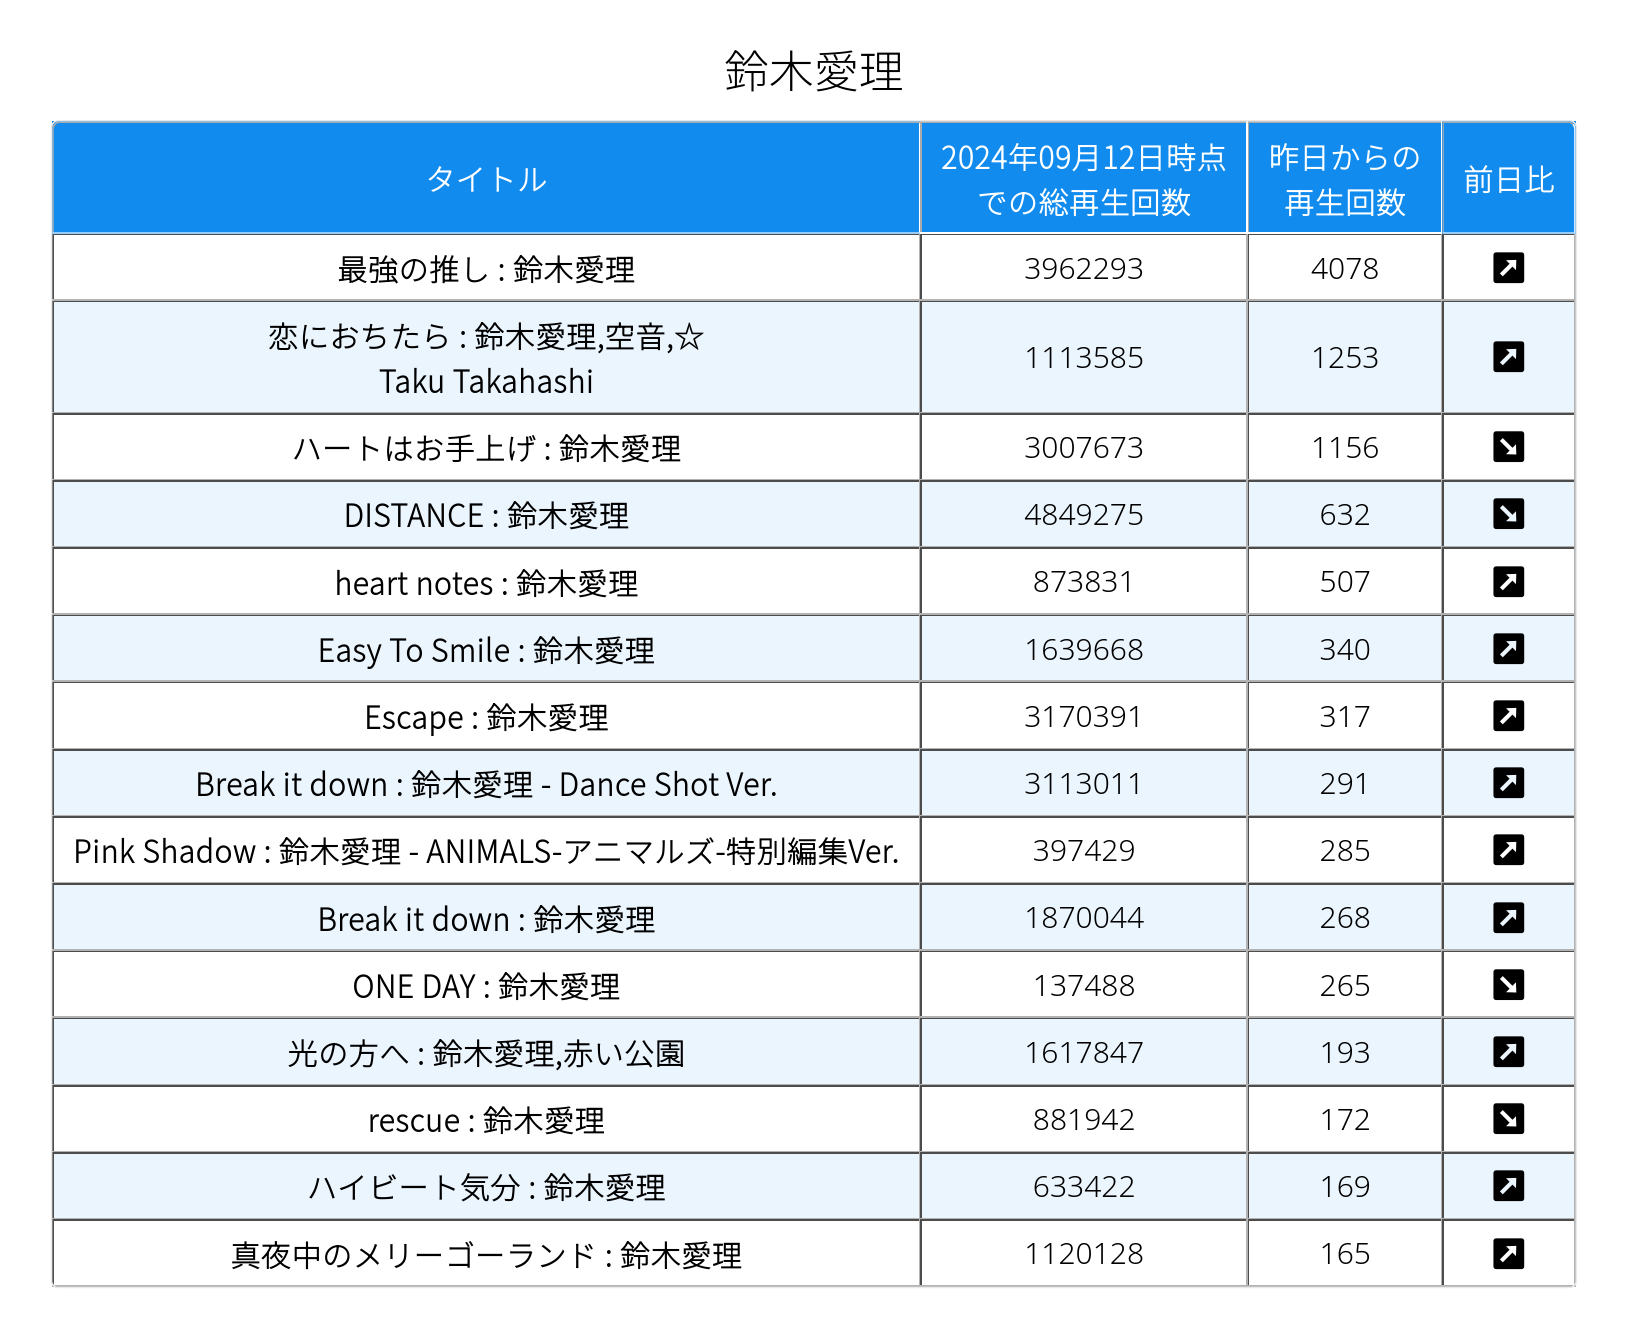 鈴木愛理
タイトル
2024年09月12日時点
での総再生回数
昨日からの
再生回数
前日比
最強の推し : 鈴木愛理 3962293 4078
恋におちたら : 鈴木愛理,空音,☆
Taku Takahashi
1113585 1253
ハートはお手上げ : 鈴木愛理 3007673 1156
DISTANCE : 鈴木愛理 4849275 632
heart notes : 鈴木愛理 873831 507
Easy To Smile : 鈴木愛理 1639668 340
Escape : 鈴木愛理 3170391 317
Break it down : 鈴木愛理 - Dance Shot Ver. 3113011 291
Pink Shadow : 鈴木愛理 - ANIMALS-アニマルズ-特別編集Ver. 397429 285
Break it down : 鈴木愛理 1870044 268
ONE DAY : 鈴木愛理 137488 265
光の方へ : 鈴木愛理,赤い公園 1617847 193
rescue : 鈴木愛理 881942 172
ハイビート気分 : 鈴木愛理 633422 169
真夜中のメリーゴーランド : 鈴木愛理 1120128 165